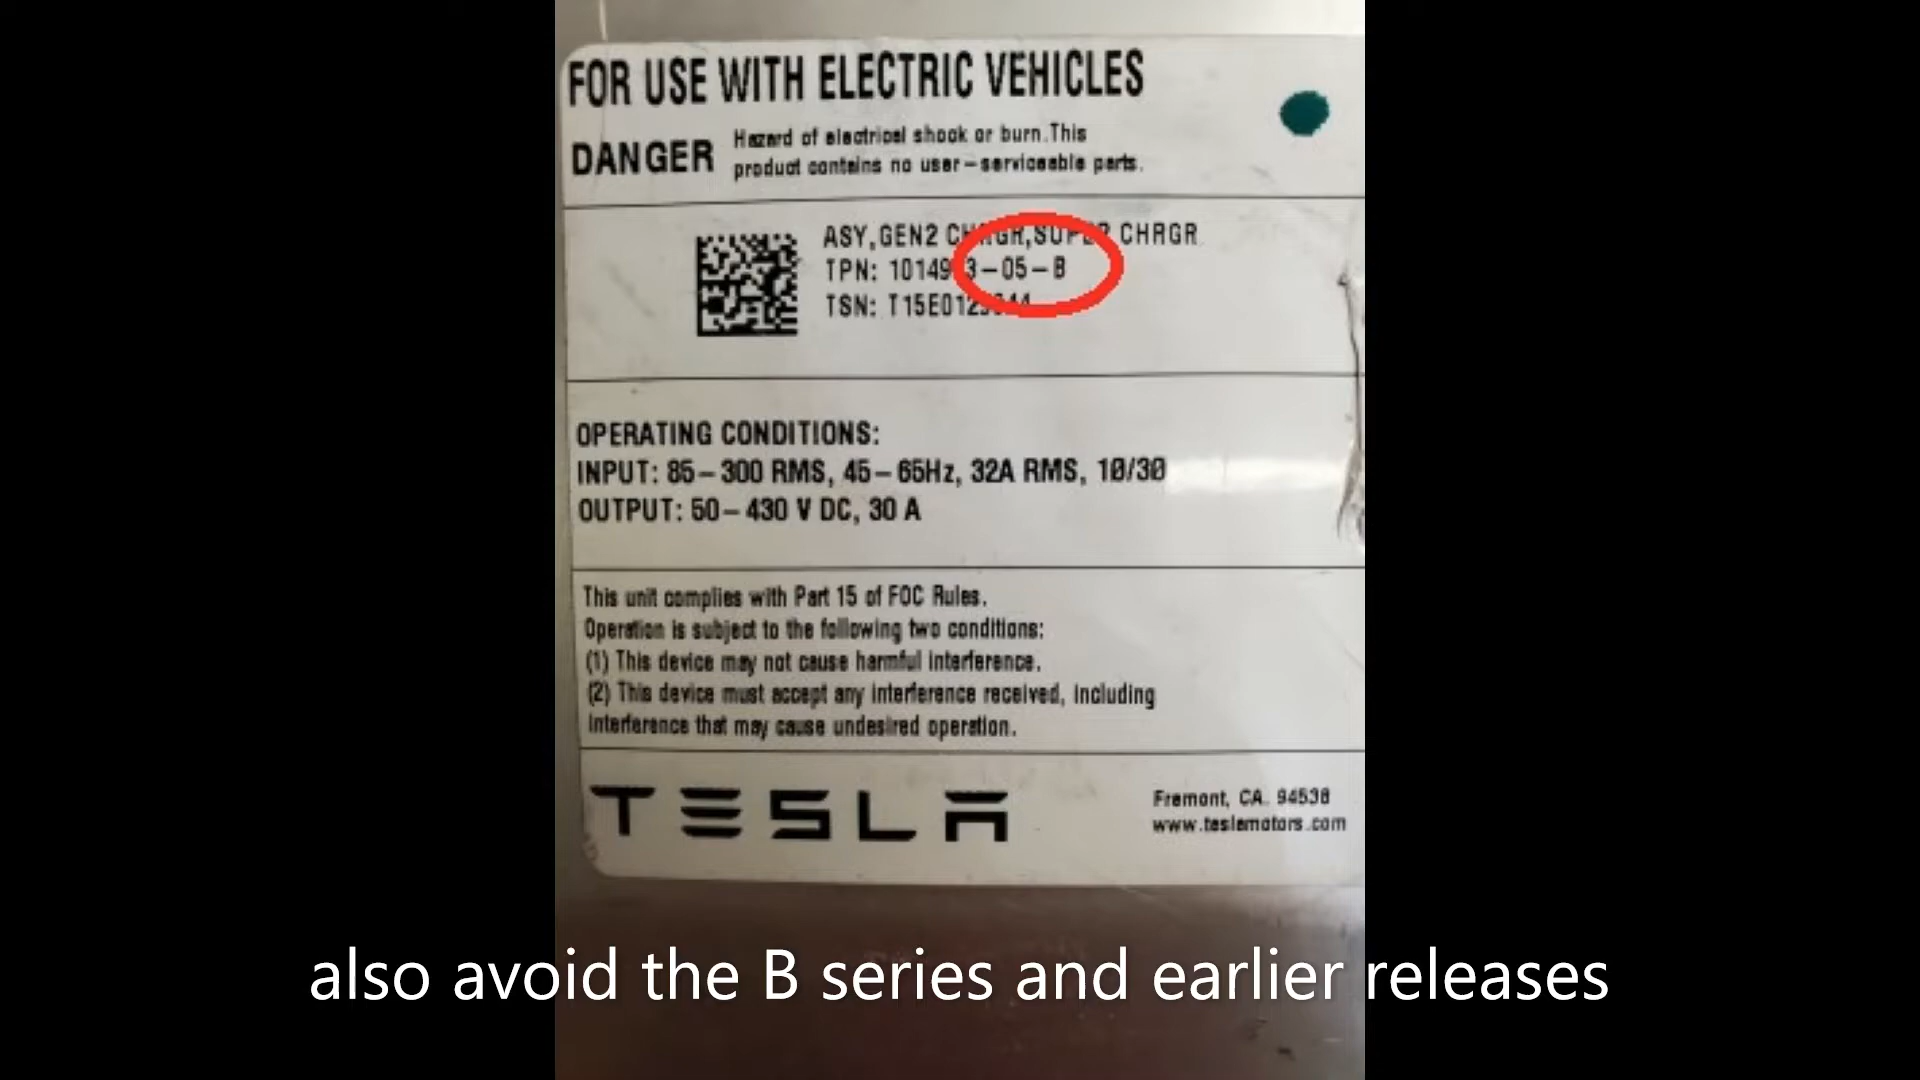 FOR USE WITH ELECTRIC VEHICLES
DANGER
Hazard of electrical shock or burn.This
product contains no user-serviceable parts.
ASY,GEN2 CHRGR,SUPER CHRGR
TPN: 10149 3-05-B
TSN: T15E012
OPERATING CONDITIONS:
INPUT: 85-300 RMS, 45-65Hz, 32A RMS, 10/30
OUTPUT: 50-430 V DC, 30 A
This unit complies with Part 15 of FCC Rules.
Operation is subject to the following two conditions:
(1) This device may not cause harmful interference.
(2) This device must accept any interference received, including
interference that may cause undesired operation.
TESLA
Fremont, CA. 94538
www.teslamotors.com
also avoid the B series and earlier releases